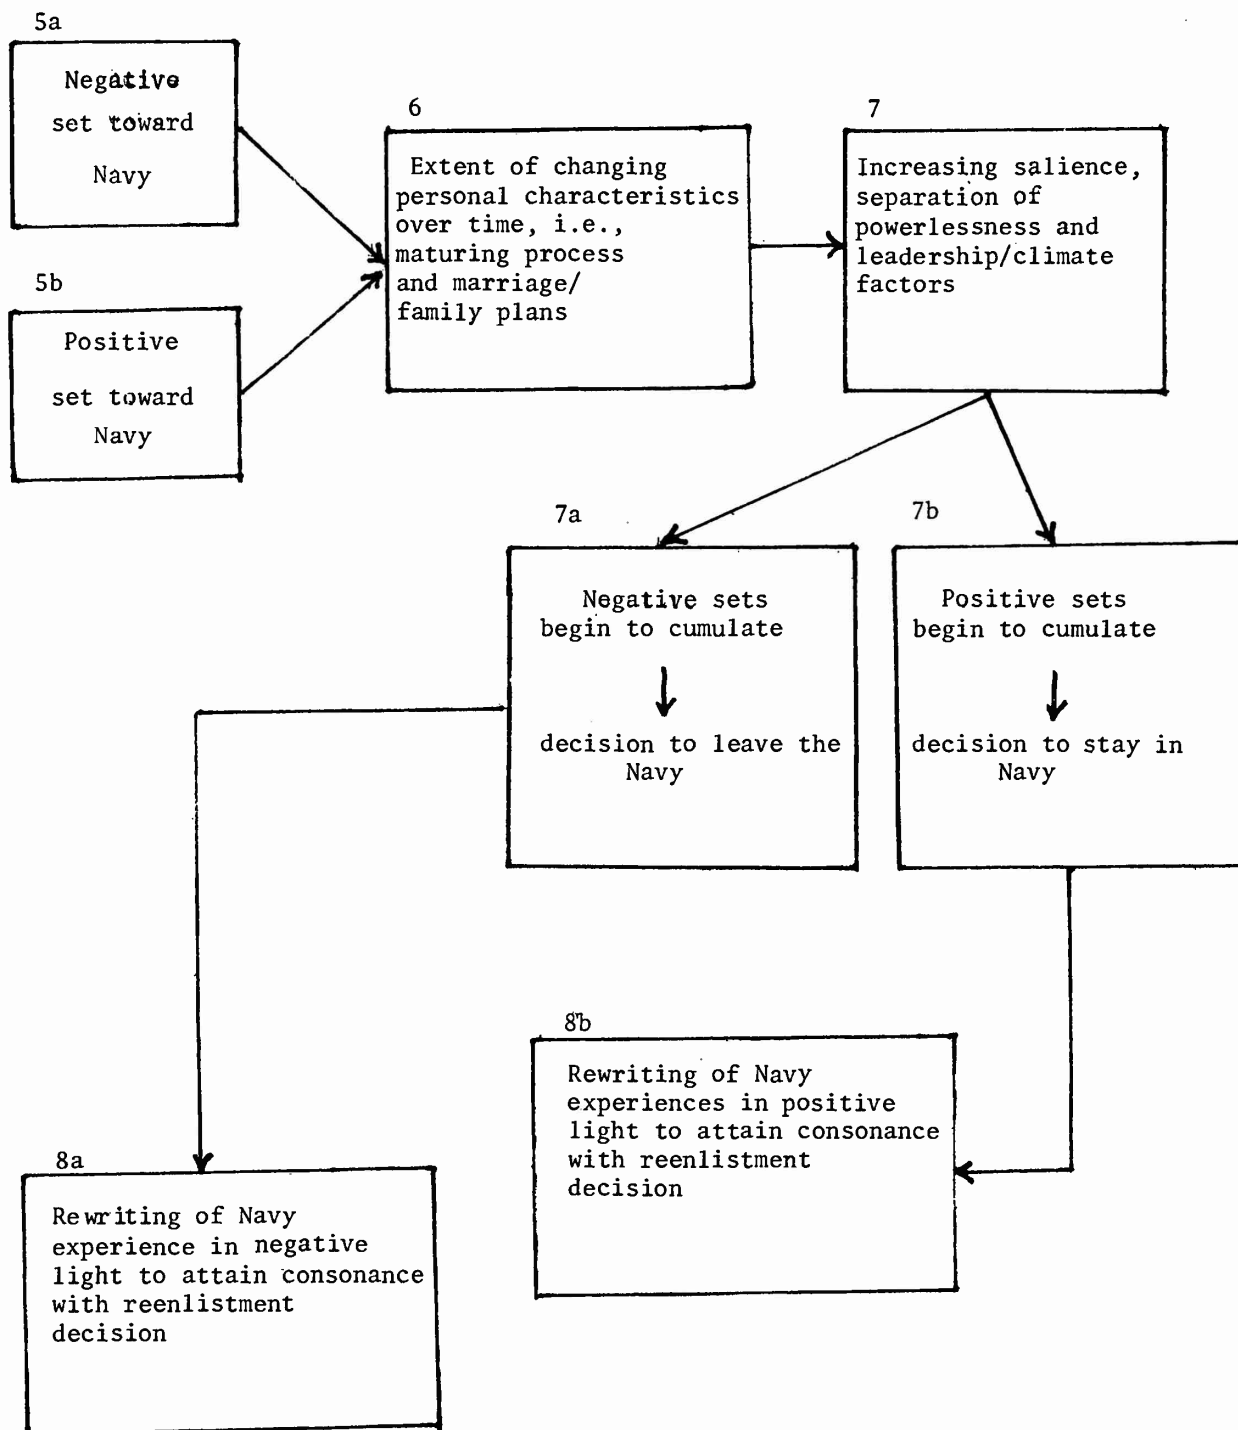 5a
Negative
set toward
Navy
5b
Positive
set toward
Navy
6
Extent of changing
personal characteristics
over time, i.e.,
maturing process
and marriage/
family plans
7
Increasing salience,
separation of
powerlessness and
leadership/climate
factors
7a
Negative sets
begin to cumulate
decision to leave the
Navy
7b
Positive sets
begin to cumulate
decision to stay in
Navy
8a
Rewriting of Navy
experience in negative
light to attain consonance
with reenlistment
decision
8b
Rewriting of Navy
experiences in positive
light to attain consonance
with reenlistment
decision